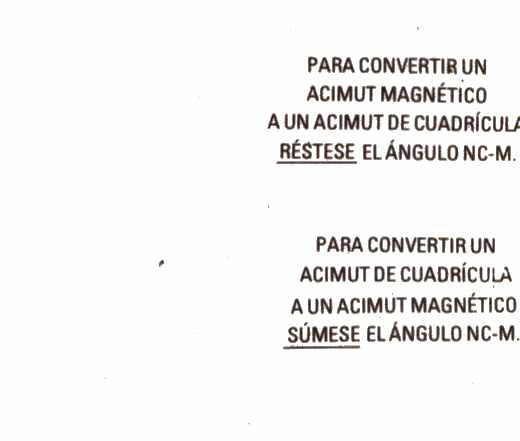 PARA CONVERTIR UN
ACIMUT MAGNÉTICO
A UN ACIMUT DE CUADRÍCULA
RÉSTESE EL ÁNGULO NC-M.
PARA CONVERTIR UN
ACIMUT DE CUADRÍCULA
A UN ACIMUT MAGNÉTICO
SÚMESE EL ÁNGULO NC-M.